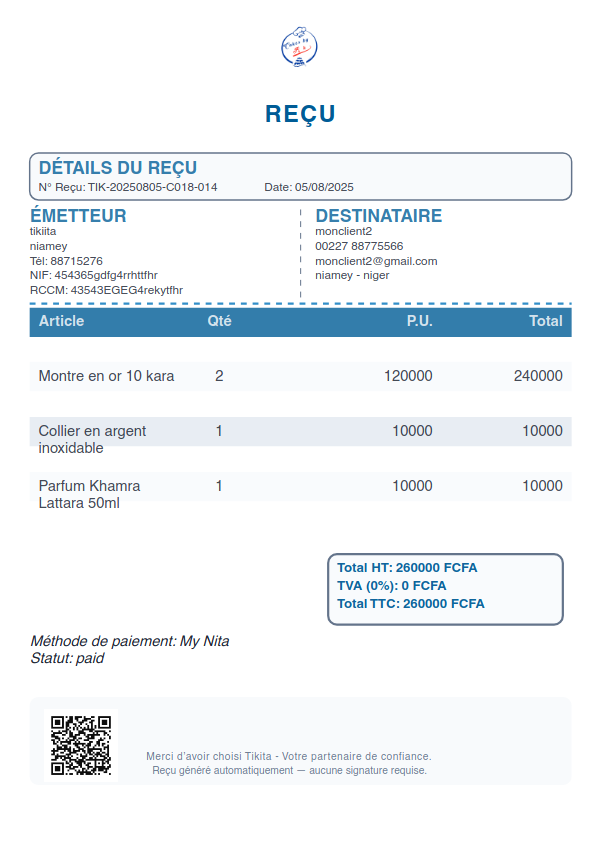 REÇU
DÉTAILS DU REÇU
N° Reçu: TIK-20250805-C018-014 Date: 05/08/2025
ÉMETTEUR
tikiita
niamey
Tél: 88715276
NIF: 454365gdfg4rrhttfhr
RCCM: 43543EGEG4rekytfhr
DESTINATAIRE
monclient2
00227 88775566
monclient2@gmail.com
niamey - niger
Article Qté P.U. Total
Montre en or 10 kara 2 120000 240000
Collier en argent 1 10000 10000
inoxidable
Parfum Khamra 1 10000 10000
Lattara 50ml
Total HT: 260000 FCFA
TVA (0%): 0 FCFA
Total TTC: 260000 FCFA
Méthode de paiement: My Nita
Statut: paid
Merci d'avoir choisi Tikita - Votre partenaire de confiance.
Reçu généré automatiquement — aucune signature requise.